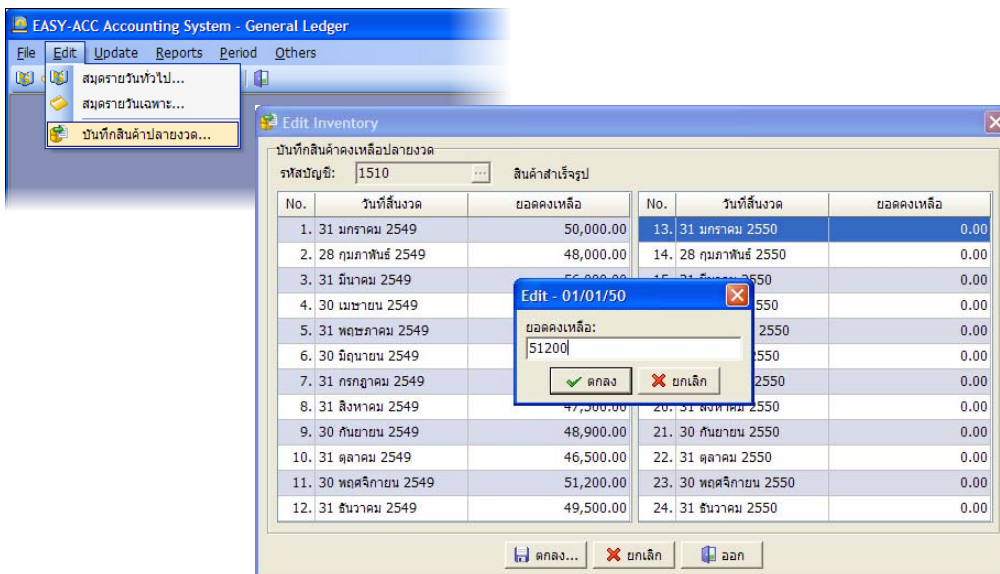 EASY-ACC Accounting System - General Ledger
File Edit Update Reports Period Others
สมุดรายวันทั่วไป...
สมุดรายวันเฉพาะ...
บันทึกสินค้าปลายงวด...
Edit Inventory
บันทึกสินค้าคงเหลือปลายงวด
รหัสบัญชี: 1510 ... สินค้าสำเร็จรูป
No. วันที่สิ้นงวด ยอดคงเหลือ No. วันที่สิ้นงวด ยอดคงเหลือ
1. 31 มกราคม 2549 50,000.00 13. 31 มกราคม 2550 0.00
2. 28 กุมภาพันธ์ 2549 48,000.00 14. 28 กุมภาพันธ์ 2550 0.00
3. 31 มีนาคม 2549 0.00
4. 30 เมษายน 2549 550 0.00
5. 31 พฤษภาคม 2549 2550 0.00
6. 30 มิถุนายน 2549 2550 0.00
7. 31 กรกฎาคม 2549 2550 0.00
8. 31 สิงหาคม 2549 2550 0.00
9. 30 กันยายน 2549 48,900.00 21. 30 กันยายน 2550 0.00
10. 31 ตุลาคม 2549 46,500.00 22. 31 ตุลาคม 2550 0.00
11. 30 พฤศจิกายน 2549 51,200.00 23. 30 พฤศจิกายน 2550 0.00
12. 31 ธันวาคม 2549 49,500.00 24. 31 ธันวาคม 2550 0.00
Edit - 01/01/50
ยอดคงเหลือ:
51200
ตกลง ยกเลิก
ตกลง... ยกเลิก ออก